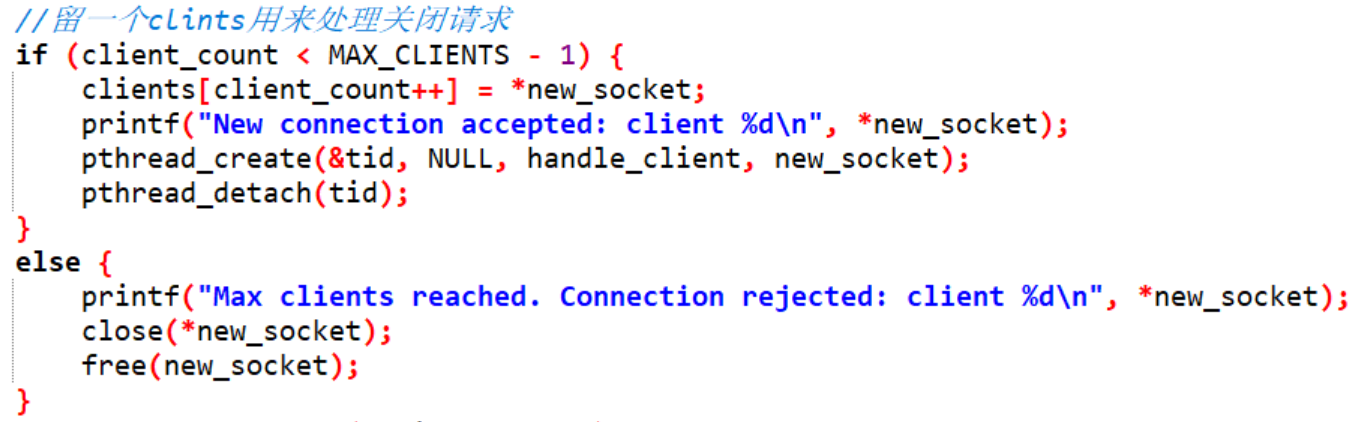 //留一个clints用来处理关闭请求
if (client_count < MAX_CLIENTS - 1) {
    clients[client_count++] = *new_socket;
    printf("New connection accepted: client %d\n", *new_socket);
    pthread_create(&tid, NULL, handle_client, new_socket);
    pthread_detach(tid);
}
else {
    printf("Max clients reached. Connection rejected: client %d\n", *new_socket);
    close(*new_socket);
    free(new_socket);
}